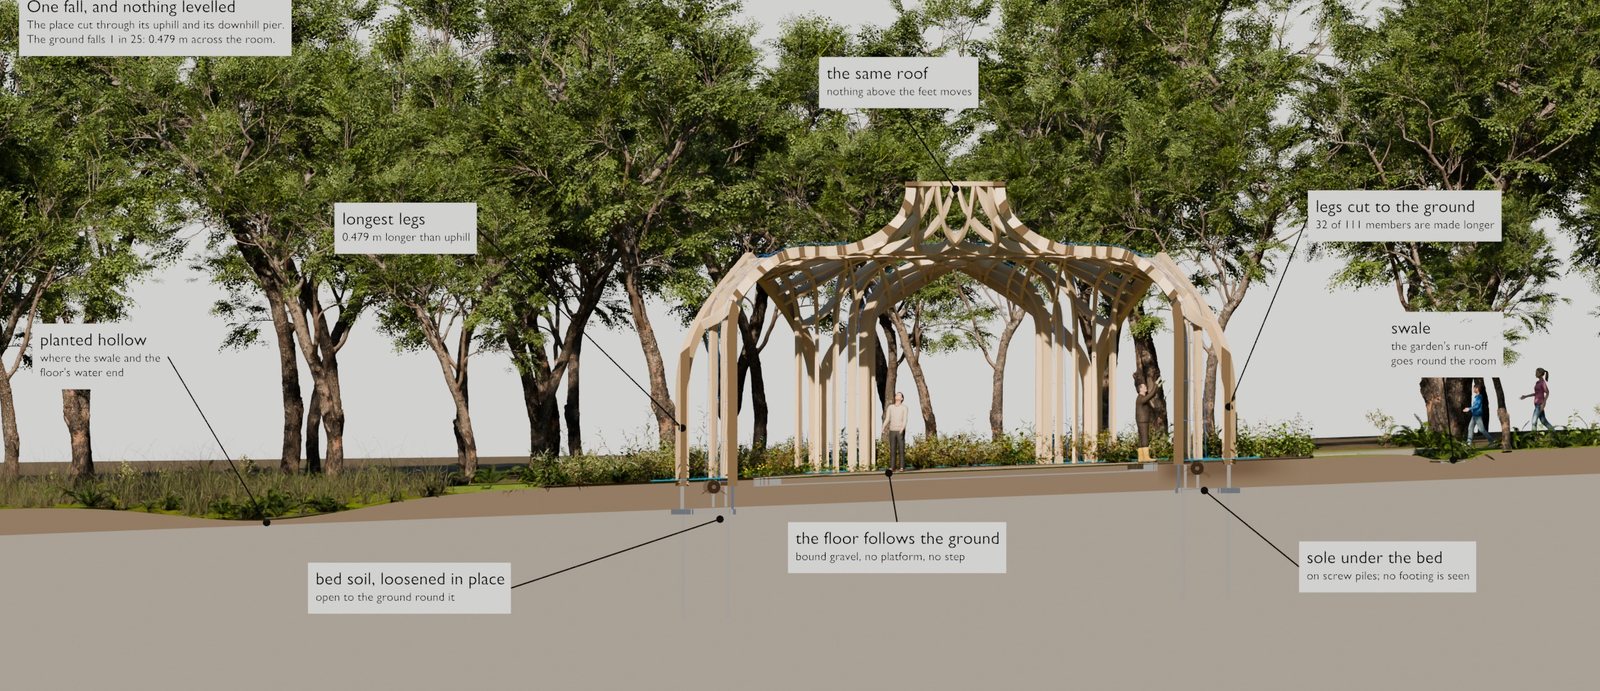 One fall, and nothing levelled
The place cut through its uphill and its downhill pier.
The ground falls 1 in 25: 0.479 m across the room.
the same roof
nothing above the feet moves
longest legs
0.479 m longer than uphill
legs cut to the ground
32 of 111 members are made longer
planted hollow
where the swale and the
floor's water end
swale
the garden's run-off
goes round the room
the floor follows the ground
bound gravel, no platform, no step
sole under the bed
on screw piles; no footing is seen
bed soil, loosened in place
open to the ground round it